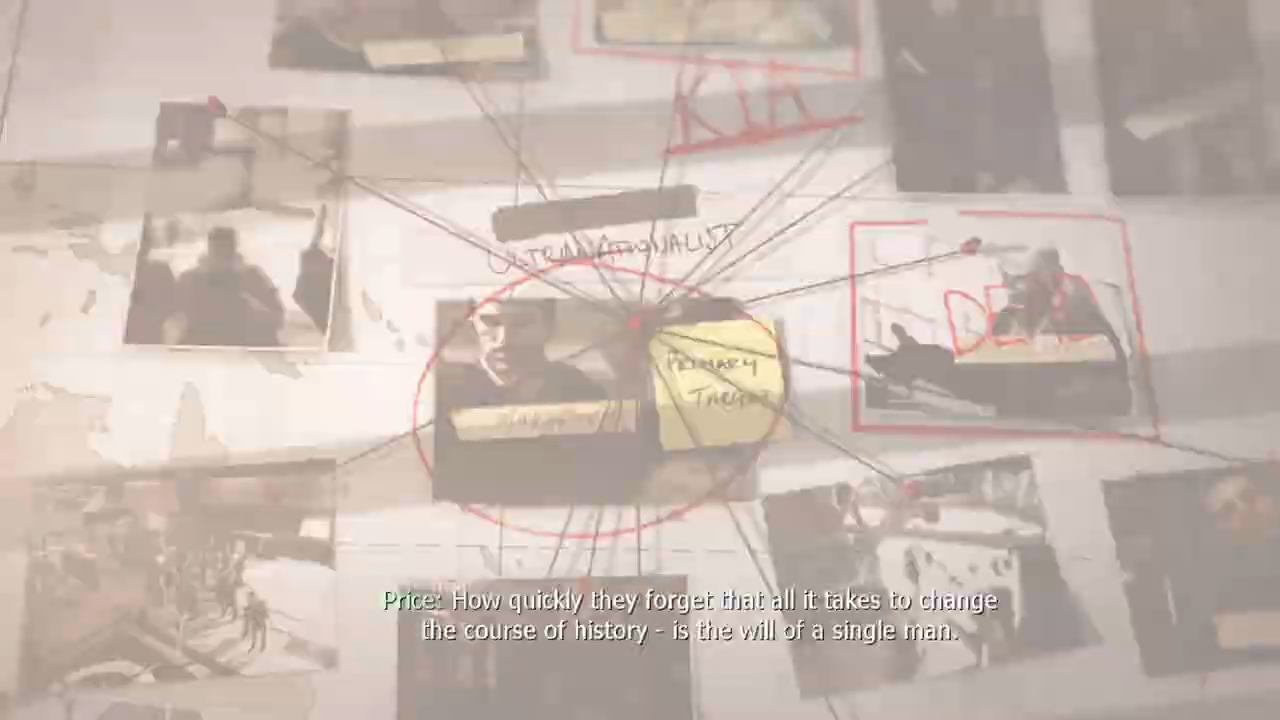 KIA
ULTRANATIONALIST
DEAD
PRIMARY
TARGET
Price: How quickly they forget that all it takes to change
the course of history - is the will of a single man.